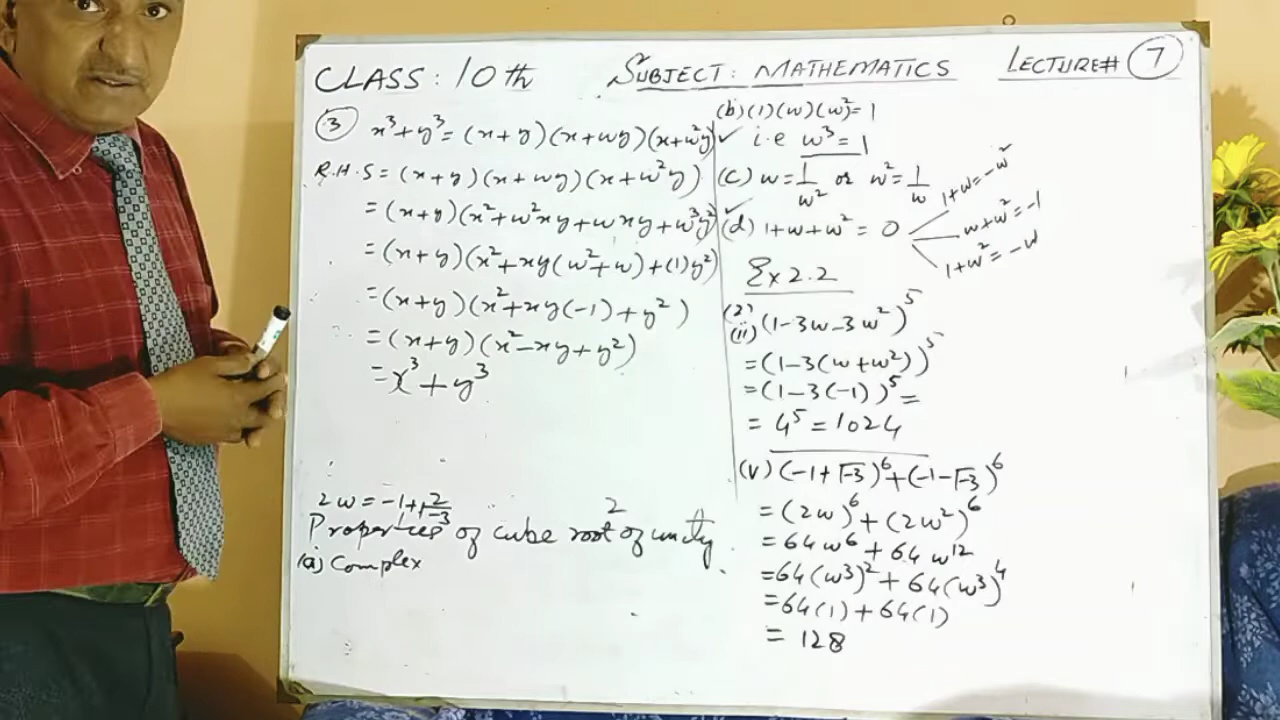 CLASS: 10th SUBJECT: MATHEMATICS LECTURE# 7
3 x³+y³ = (x+y)(x+wy)(x+w²y)
R.H.S = (x+y)(x+wy)(x+w²y)
= (x+y)(x²+w²xy+wxy+w³y²)
= (x+y)(x²+xy(w²+w)+(1)y²)
= (x+y)(x²+xy(-1)+y²)
= (x+y)(x²-xy+y²)
= x³+y³
2w = -1+√-3
2 2
Properties of cube root of unity.
(a) Complex
(b) (1)(w)(w²)=1
✓ i.e w³ = 1
(c) w = 1/w² or w² = 1/w
✓
(d) 1+w+w² = 0
1+w=-w²
w+w²=-1
1+w²=-w
Ex 2.2
(2)
(ii) (1-3w-3w²)⁵
= (1-3(w+w²))⁵
= (1-3(-1))⁵ =
= 4⁵ = 1024
(v) (-1+√-3)⁶+(-1-√-3)⁶
= (2w)⁶ + (2w²)⁶
= 64w⁶ + 64w¹²
= 64(w³)² + 64(w³)⁴
= 64(1) + 64(1)
= 128